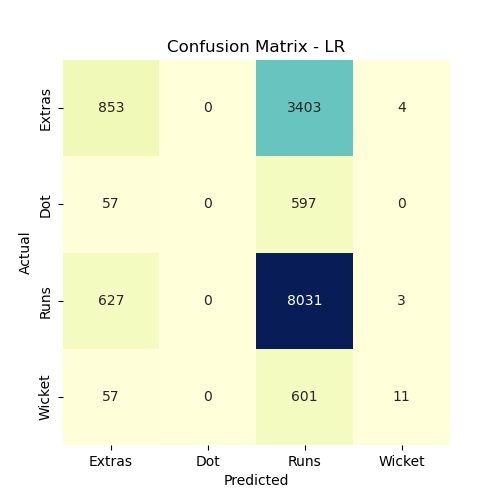 Confusion Matrix - LR
Actual
Extras 853 0 3403 4
Dot 57 0 597 0
Runs 627 0 8031 3
Wicket 57 0 601 11
Extras Dot Runs Wicket
Predicted